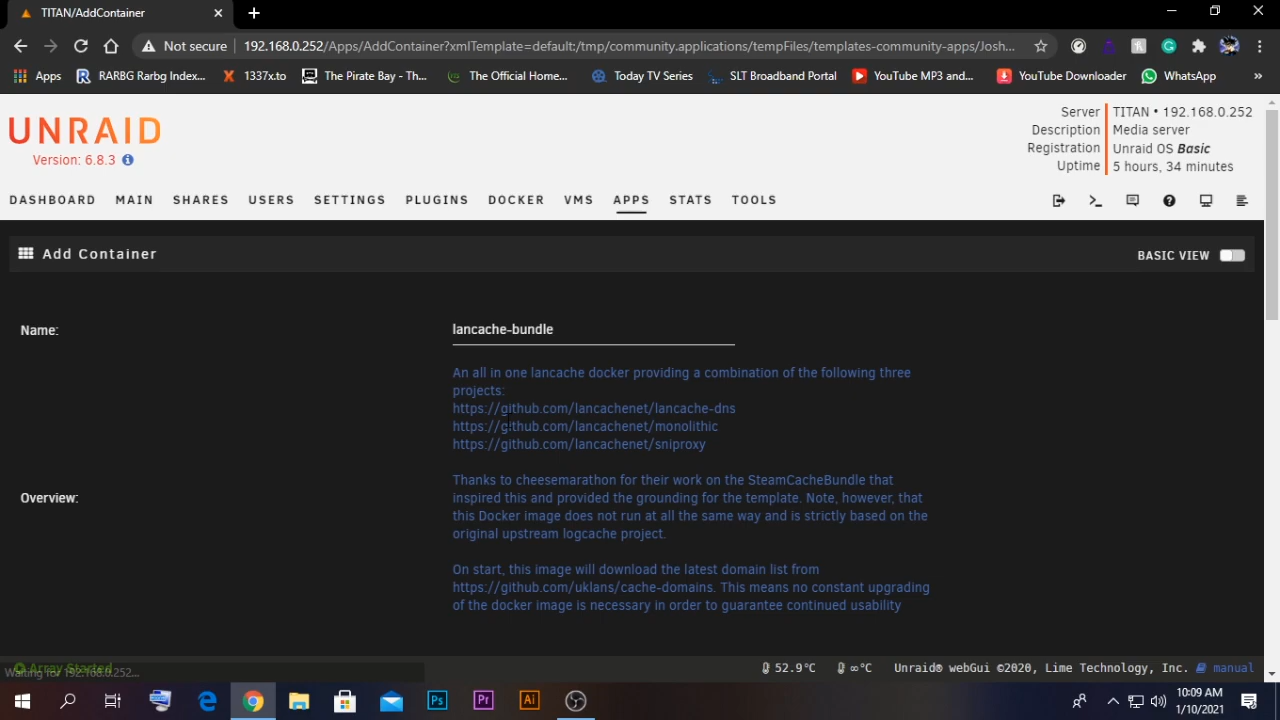 TITAN/AddContainer
Not secure
192.168.0.252/Apps/AddContainer?xmlTemplate=default:/tmp/community.applications/tempFiles/templates-community-apps/Josh...
Apps
RARBG Rarbg Index...
1337x.to
The Pirate Bay - Th...
The Official Home...
Today TV Series
SLT Broadband Portal
YouTube MP3 and...
YouTube Downloader
WhatsApp
»
UNRAID
Version: 6.8.3
Server TITAN • 192.168.0.252
Description Media server
Registration Unraid OS Basic
Uptime 5 hours, 34 minutes
DASHBOARD MAIN SHARES USERS SETTINGS PLUGINS DOCKER VMS APPS STATS TOOLS
Add Container
BASIC VIEW
Name:
lancache-bundle
An all in one lancache docker providing a combination of the following three
projects:
https://github.com/lancachenet/lancache-dns
https://github.com/lancachenet/monolithic
https://github.com/lancachenet/sniproxy
Overview:
Thanks to cheesemarathon for their work on the SteamCacheBundle that
inspired this and provided the grounding for the template. Note, however, that
this Docker image does not run at all the same way and is strictly based on the
original upstream logcache project.
On start, this image will download the latest domain list from
https://github.com/uklans/cache-domains. This means no constant upgrading
of the docker image is necessary in order to guarantee continued usability
Array Started
Waiting for 192.168.0.252...
52.9°C
∞°C
Unraid® webGui ©2020, Lime Technology, Inc.
manual
Ps
Pr
Ai
10:09 AM
1/10/2021